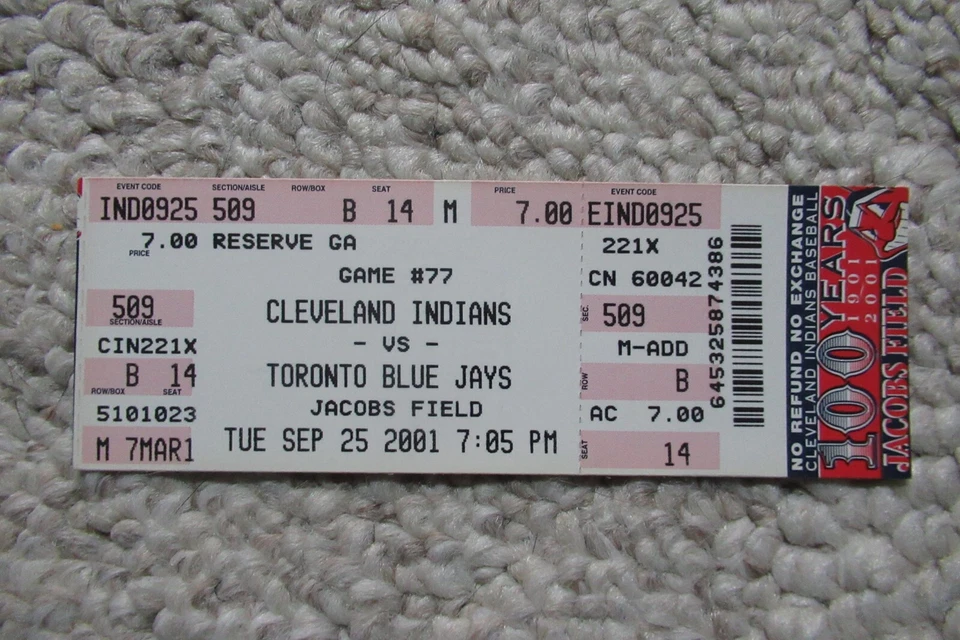 EVENT CODE SECTION/AISLE ROW/BOX SEAT PRICE EVENT CODE
IND0925 509 B 14 M 7.00 EIND0925
7.00 RESERVE GA
PRICE
221X
GAME #77
CN 60042
509
SECTION/AISLE
CLEVELAND INDIANS
SEC.
509
CIN221X
- VS -
M-ADD
B 14
ROW/BOX SEAT
TORONTO BLUE JAYS
ROW
B
5101023
JACOBS FIELD
AC 7.00
M 7MAR1
TUE SEP 25 2001 7:05 PM
SEAT
14
6453258774386
NO REFUND NO EXCHANGE
CLEVELAND INDIANS BASEBALL
100 YEARS
1901
2001
JACOBS FIELD